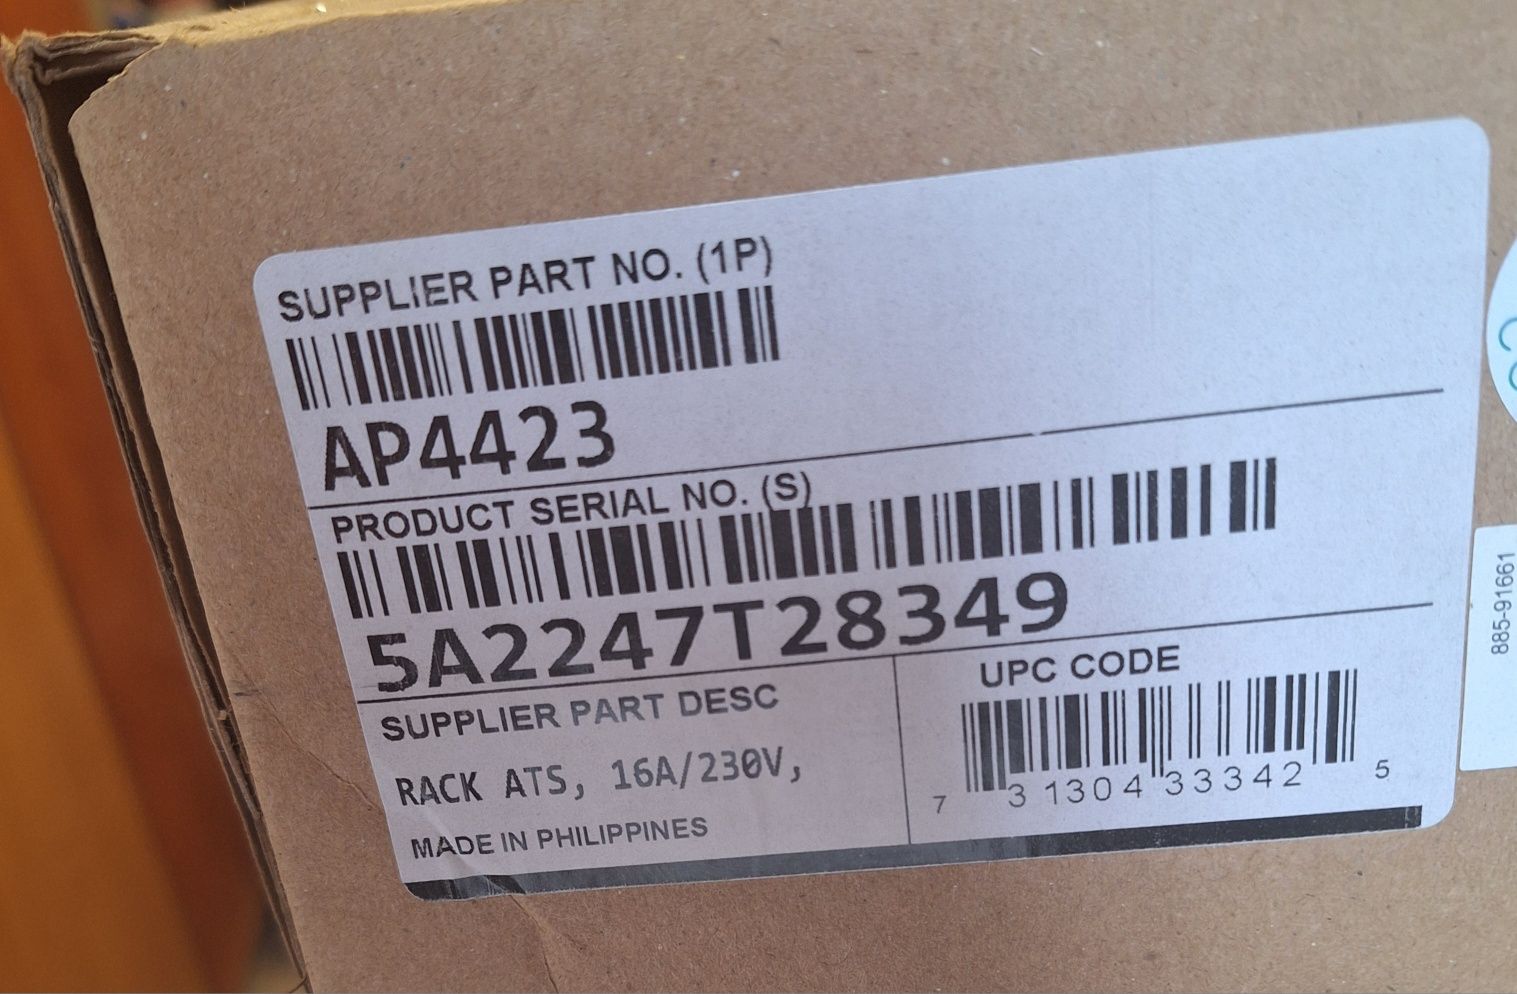 SUPPLIER PART NO. (1P)
AP4423
PRODUCT SERIAL NO. (S)
5A2247T28349
SUPPLIER PART DESC
RACK ATS, 16A/230V,
MADE IN PHILIPPINES
UPC CODE
7 31304 33342 5
885-91661